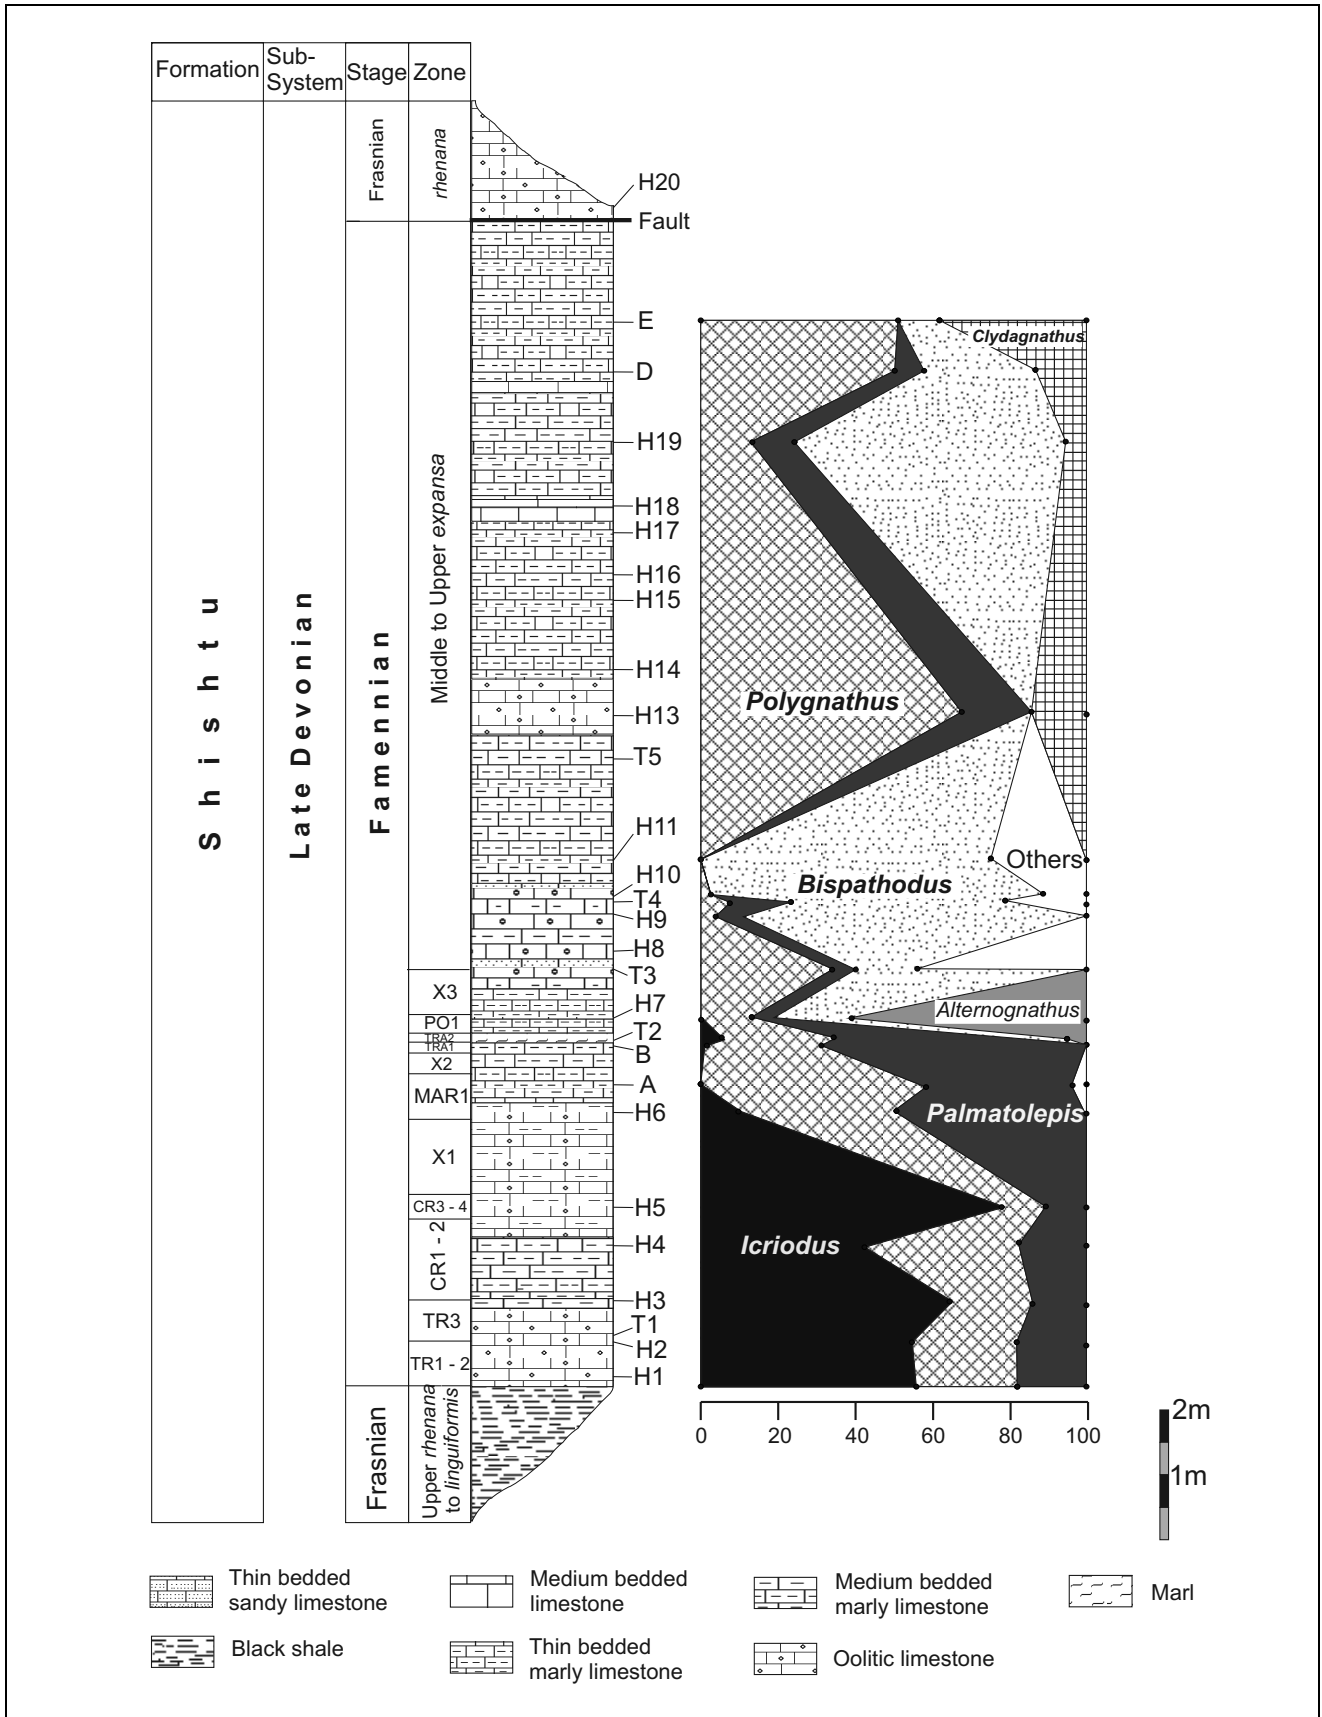 Formation
Sub-
System
Stage
Zone
Shishtu
Late Devonian
Frasnian
Famennian
Frasnian
rhenana
Middle to Upper expansa
X3
PO1
TRA2
TRA1
X2
MAR1
X1
CR3 - 4
CR1 - 2
TR3
TR1 - 2
Upper rhenana
to linguiformis
H20
Fault
E
D
H19
H18
H17
H16
H15
H14
H13
T5
H11
H10
T4
H9
H8
T3
H7
T2
B
A
H6
H5
H4
H3
T1
H2
H1
Clydagnathus
Polygnathus
Others
Bispathodus
Alternognathus
Palmatolepis
Icriodus
0
20
40
60
80
100
2m
1m
Thin bedded
sandy limestone
Medium bedded
limestone
Medium bedded
marly limestone
Marl
Black shale
Thin bedded
marly limestone
Oolitic limestone